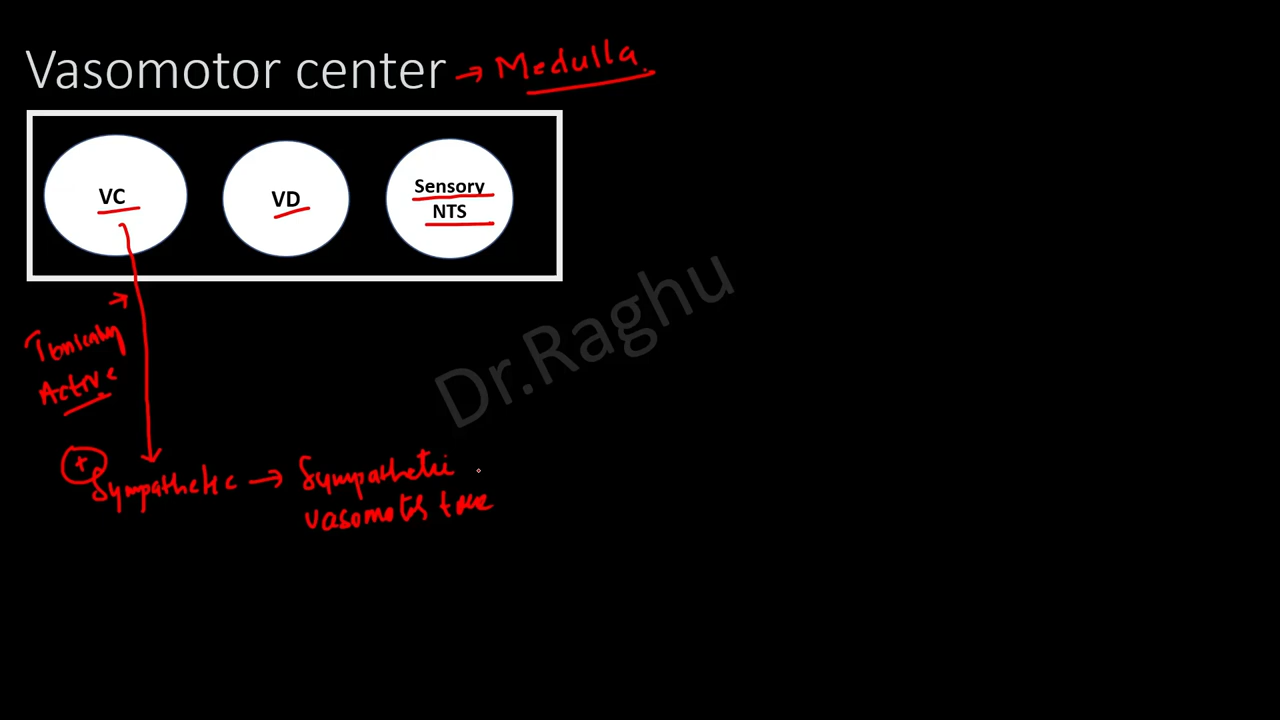 Vasomotor center → Medulla.
VC
VD
Sensory
NTS
Tonically
Active
+
Sympathetic → Sympathetic
vasomotor tone
Dr.Raghu